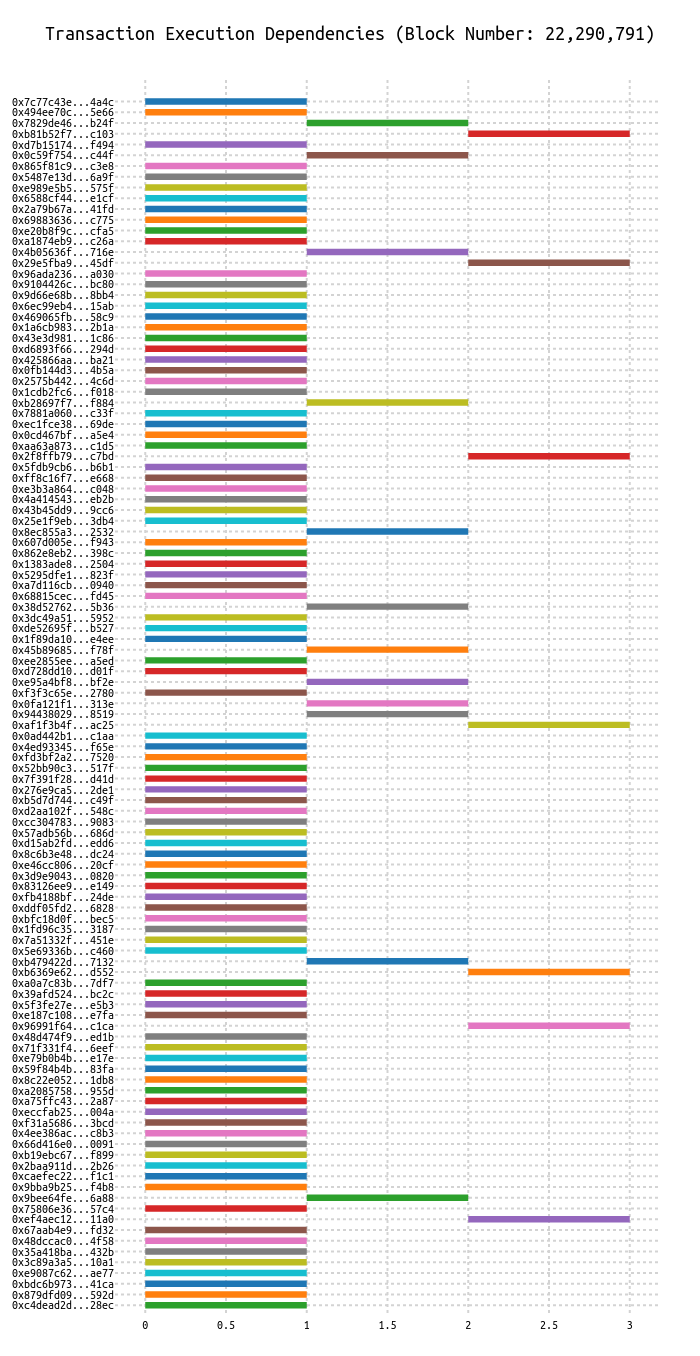 Transaction Execution Dependencies (Block Number: 22,290,791)
0x7c77c43e...4a4c
0x494ee70c...5e66
0x7829de46...b24f
0xb81b52f7...c103
0xd7b15174...f494
0x0c59f754...c44f
0x865f81c9...c3e8
0x5487e13d...6a9f
0xe989e5b5...575f
0x6588cf44...e1cf
0x2a79b67a...41fd
0x69883636...c775
0xe20b8f9c...cfa5
0xa1874eb9...c26a
0x4b05636f...716e
0x29e5fba9...45df
0x96ada236...a030
0x9104426c...bc80
0x9d66e68b...8bb4
0x6ec99eb4...15ab
0x469065fb...58c9
0x1a6cb983...2b1a
0x43e3d981...1c86
0xd6893f66...294d
0x425866aa...ba21
0x0fb144d3...4b5a
0x2575b442...4c6d
0x1cdb2fc6...f018
0xb28697f7...f884
0x7881a060...c33f
0xec1fce38...69de
0x0cd467bf...a5e4
0xaa63a873...c1d5
0x2f8ffb79...c7bd
0x5fdb9cb6...b6b1
0xff8c16f7...e668
0xe3b3a864...c048
0x4a414543...eb2b
0x43b45dd9...9cc6
0x25e1f9eb...3db4
0x8ec855a3...2532
0x607d005e...f943
0x862e8eb2...398c
0x1383ade8...2504
0x5295dfe1...823f
0xa7d116cb...0940
0x68815cec...fd45
0x38d52762...5b36
0x3dc49a51...5952
0xde52695f...b527
0x1f89da10...e4ee
0x45b89685...f78f
0xee2855ee...a5ed
0xd728dd10...d01f
0xe95a4bf8...bf2e
0xf3f3c65e...2780
0x0fa121f1...313e
0x94438029...8519
0xaf1f3b4f...ac25
0x0ad442b1...c1aa
0x4ed93345...f65e
0xfd3bf2a2...7520
0x52bb90c3...517f
0x7f391f28...d41d
0x276e9ca5...2de1
0xb5d7d744...c49f
0xd2aa102f...548c
0xcc304783...9083
0x57adb56b...686d
0xd15ab2fd...edd6
0x8c6b3e48...dc24
0xe46cc806...20cf
0x3d9e9043...0820
0x83126ee9...e149
0xfb4188bf...24de
0xddf05fd2...6828
0xbfc18d0f...bec5
0x1fd96c35...3187
0x7a51332f...451e
0x5e69336b...c460
0xb479422d...7132
0xb6369e62...d552
0xa0a7c83b...7df7
0x39afd524...bc2c
0x5f3fe27e...e5b3
0xe187c108...e7fa
0x96991f64...c1ca
0x48d474f9...ed1b
0x71f331f4...6eef
0xe79b0b4b...e17e
0x59f84b4b...83fa
0x8c22e052...1db8
0xa2085758...955d
0xa75ffc43...2a87
0xeccfab25...004a
0xf31a5686...3bcd
0x4ee386ac...c8b3
0x66d416e0...0091
0xb19ebc67...f899
0x2baa911d...2b26
0xcaefec22...f1c1
0x9bba9b25...f4b8
0x9bee64fe...6a88
0x75806e36...57c4
0xef4aec12...11a0
0x67aab4e9...fd32
0x48dccac0...4f58
0x35a418ba...432b
0x3c89a3a5...10a1
0xe9087c62...ae77
0xbdc6b973...41ca
0x879dfd09...592d
0xc4dead2d...28ec
0 0.5 1 1.5 2 2.5 3